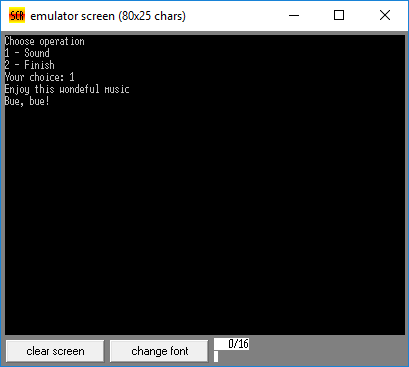 SCR emulator screen (80x25 chars)
Choose operation
1 - Sound
2 - Finish
Your choice: 1
Enjoy this wondeful music
Bue, bue!
clear screen change font 0/16